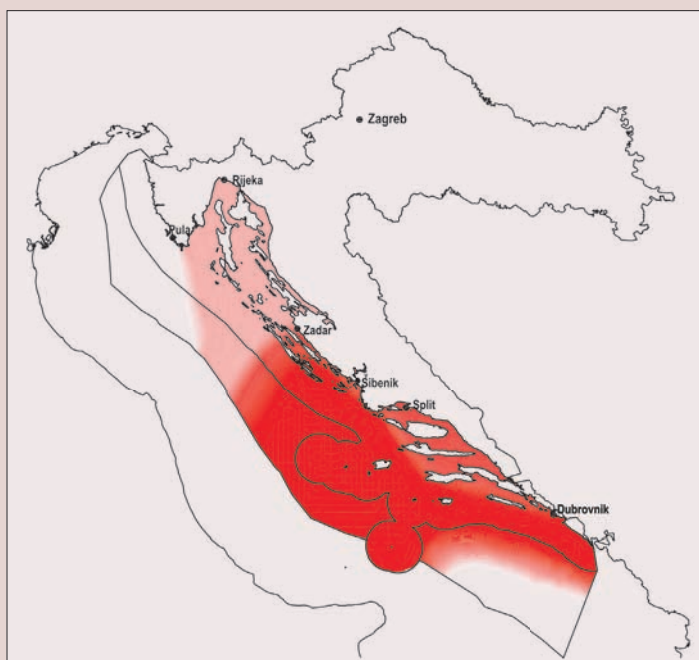 Zagreb
Rijeka
Pula
Zadar
Šibenik
Split
Dubrovnik